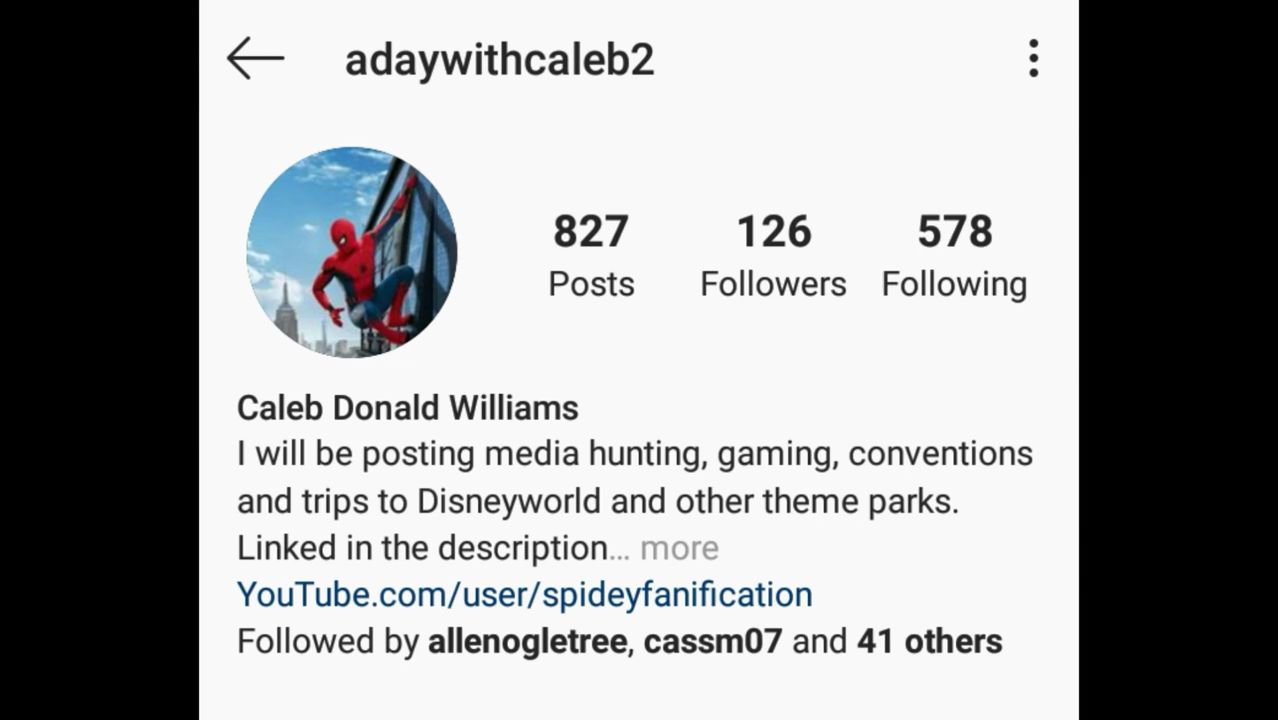 adaywithcaleb2
827 126 578
Posts Followers Following
Caleb Donald Williams
I will be posting media hunting, gaming, conventions
and trips to Disneyworld and other theme parks.
Linked in the description... more
YouTube.com/user/spideyfanification
Followed by allenogletree, cassm07 and 41 others